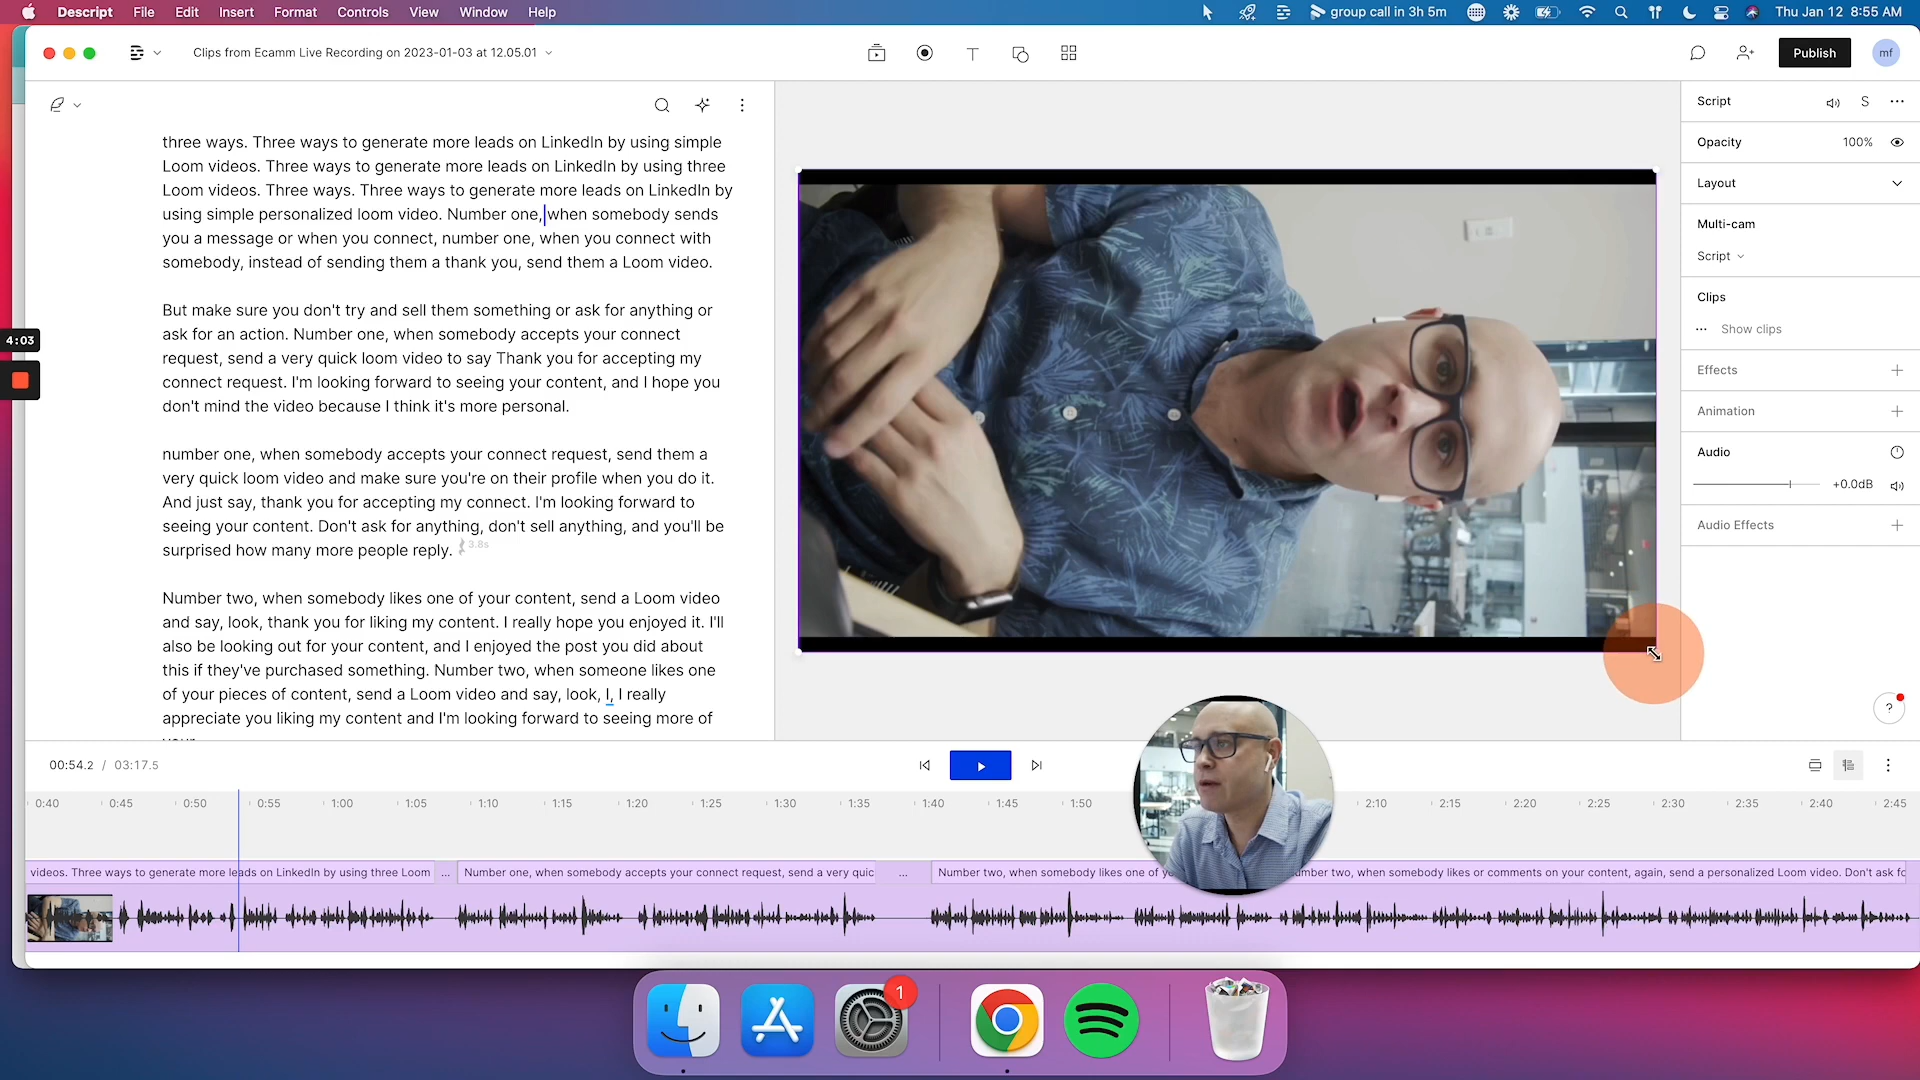 Descript File Edit Insert Format Controls View Window Help
group call in 3h 5m Thu Jan 12 8:55 AM
Clips from Ecamm Live Recording on 2023-01-03 at 12.05.01
Publish
mf
three ways. Three ways to generate more leads on LinkedIn by using simple
Loom videos. Three ways to generate more leads on LinkedIn by using three
Loom videos. Three ways. Three ways to generate more leads on LinkedIn by
using simple personalized loom video. Number one, when somebody sends
you a message or when you connect, number one, when you connect with
somebody, instead of sending them a thank you, send them a Loom video.
But make sure you don't try and sell them something or ask for anything or
ask for an action. Number one, when somebody accepts your connect
request, send a very quick loom video to say Thank you for accepting my
connect request. I'm looking forward to seeing your content, and I hope you
don't mind the video because I think it's more personal.
number one, when somebody accepts your connect request, send them a
very quick loom video and make sure you're on their profile when you do it.
And just say, thank you for accepting my connect. I'm looking forward to
seeing your content. Don't ask for anything, don't sell anything, and you'll be
surprised how many more people reply. 3.8s
Number two, when somebody likes one of your content, send a Loom video
and say, look, thank you for liking my content. I really hope you enjoyed it. I'll
also be looking out for your content, and I enjoyed the post you did about
this if they've purchased something. Number two, when someone likes one
of your pieces of content, send a Loom video and say, look, I, I really
appreciate you liking my content and I'm looking forward to seeing more of
4:03
Script S
Opacity 100%
Layout
Multi-cam
Script
Clips
Show clips
Effects
Animation
Audio
+0.0dB
Audio Effects
?
00:54.2 / 03:17.5
0:40 0:45 0:50 0:55 1:00 1:05 1:10 1:15 1:20 1:25 1:30 1:35 1:40 1:45 1:50 2:10 2:15 2:20 2:25 2:30 2:35 2:40 2:45
videos. Three ways to generate more leads on LinkedIn by using three Loom ... Number one, when somebody accepts your connect request, send a very quic ... Number two, when somebody likes one of yo umber two, when somebody likes or comments on your content, again, send a personalized Loom video. Don't ask fo
1